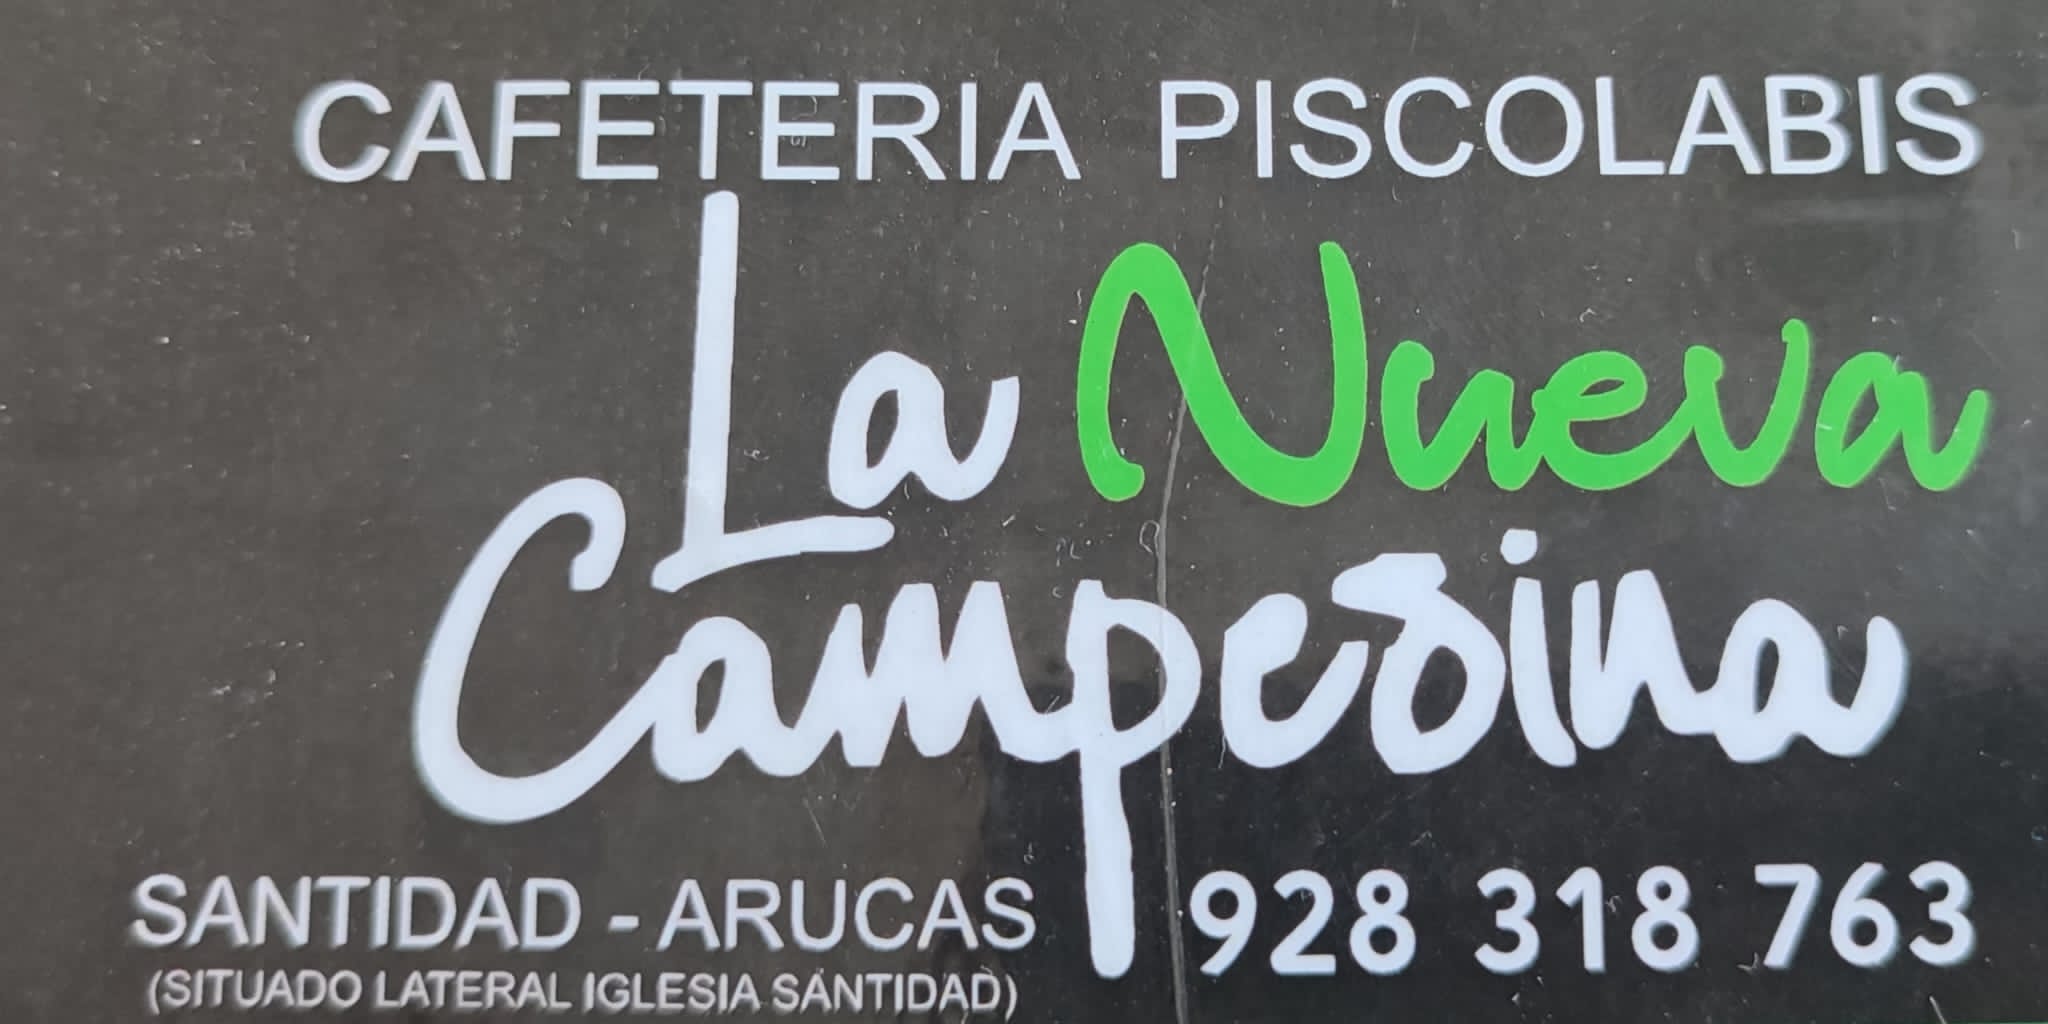 CAFETERIA PISCOLABIS
La Nueva
Campesina
SANTIDAD - ARUCAS
928 318 763
(SITUADO LATERAL IGLESIA SANTIDAD)